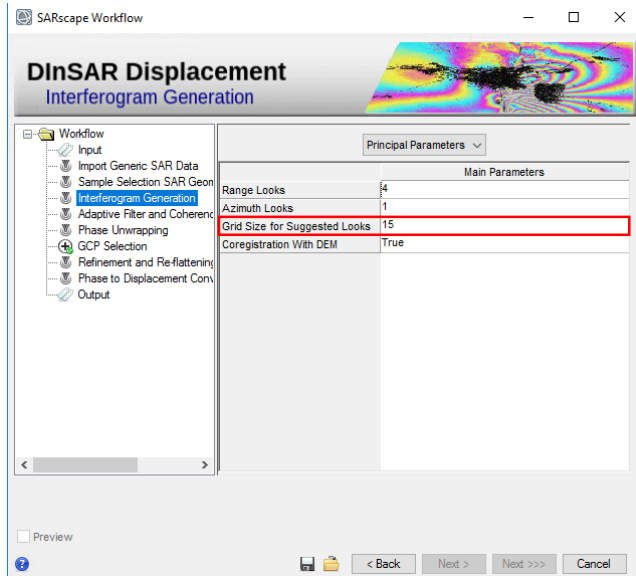 SARscape Workflow
DInSAR Displacement
Interferogram Generation
Workflow
Input
Import Generic SAR Data
Sample Selection SAR Geon
Interferogram Generation
Adaptive Filter and Coherenc
Phase Unwrapping
GCP Selection
Refinement and Re-flattening
Phase to Displacement Conv
Output
Principal Parameters
Main Parameters
Range Looks 4
Azimuth Looks 1
Grid Size for Suggested Looks 15
Coregistration With DEM True
Preview
< Back Next > Next >>> Cancel